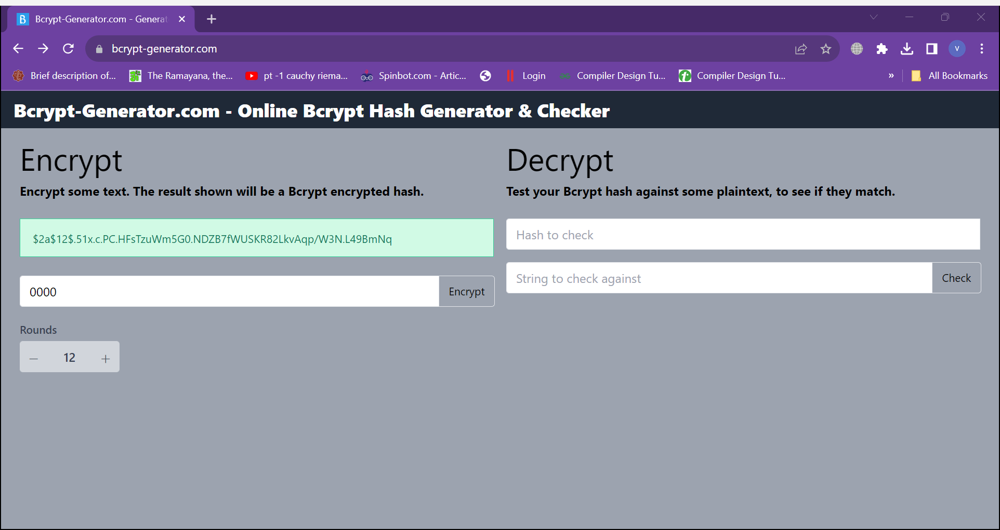 Bcrypt-Generator.com - Generat
bcrypt-generator.com
V
Brief description of...
The Ramayana, the...
pt -1 cauchy riema...
Spinbot.com - Artic...
Login
Compiler Design Tu...
Compiler Design Tu...
»
All Bookmarks
Bcrypt-Generator.com - Online Bcrypt Hash Generator & Checker
Encrypt
Encrypt some text. The result shown will be a Bcrypt encrypted hash.
$2a$12$.51x.c.PC.HFsTzuWm5G0.NDZB7fWUSKR82LkvAqp/W3N.L49BmNq
0000
Encrypt
Rounds
12
Decrypt
Test your Bcrypt hash against some plaintext, to see if they match.
Hash to check
String to check against
Check